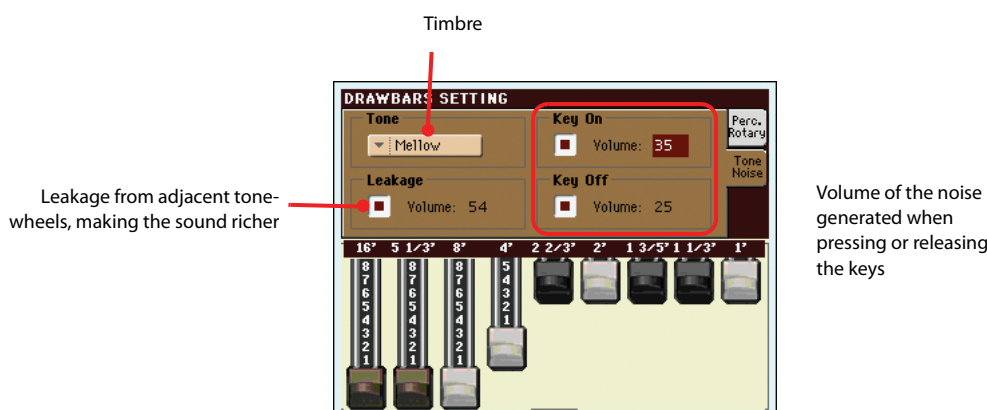 Timbre
DRAWBARS SETTING
Tone
Mellow
Key On
Volume: 35
Perc.
Rotary
Tone
Noise
Leakage
Volume: 54
Key Off
Volume: 25
Leakage from adjacent tone-
wheels, making the sound richer
Volume of the noise
generated when
pressing or releasing
the keys
16' 5 1/3' 8' 4' 2 2/3' 2' 1 3/5' 1 1/3' 1'
8 8 8 5
7 7 7 4
6 6 6 3
5 5 5 2
4 4 4 1
3 3 3
2 2 2
1 1 1